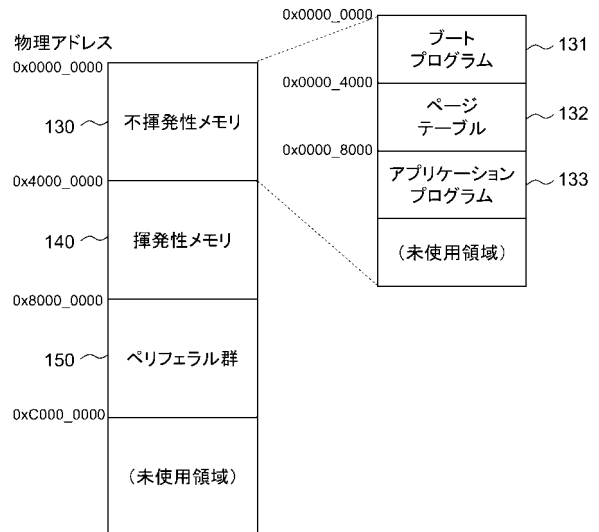 物理アドレス
0x0000_0000
130
不揮発性メモリ
0x4000_0000
140
揮発性メモリ
0x8000_0000
150
ペリフェラル群
0xC000_0000
(未使用領域)
0x0000_0000
ブート
プログラム
131
0x0000_4000
ページ
テーブル
132
0x0000_8000
アプリケーション
プログラム
133
(未使用領域)